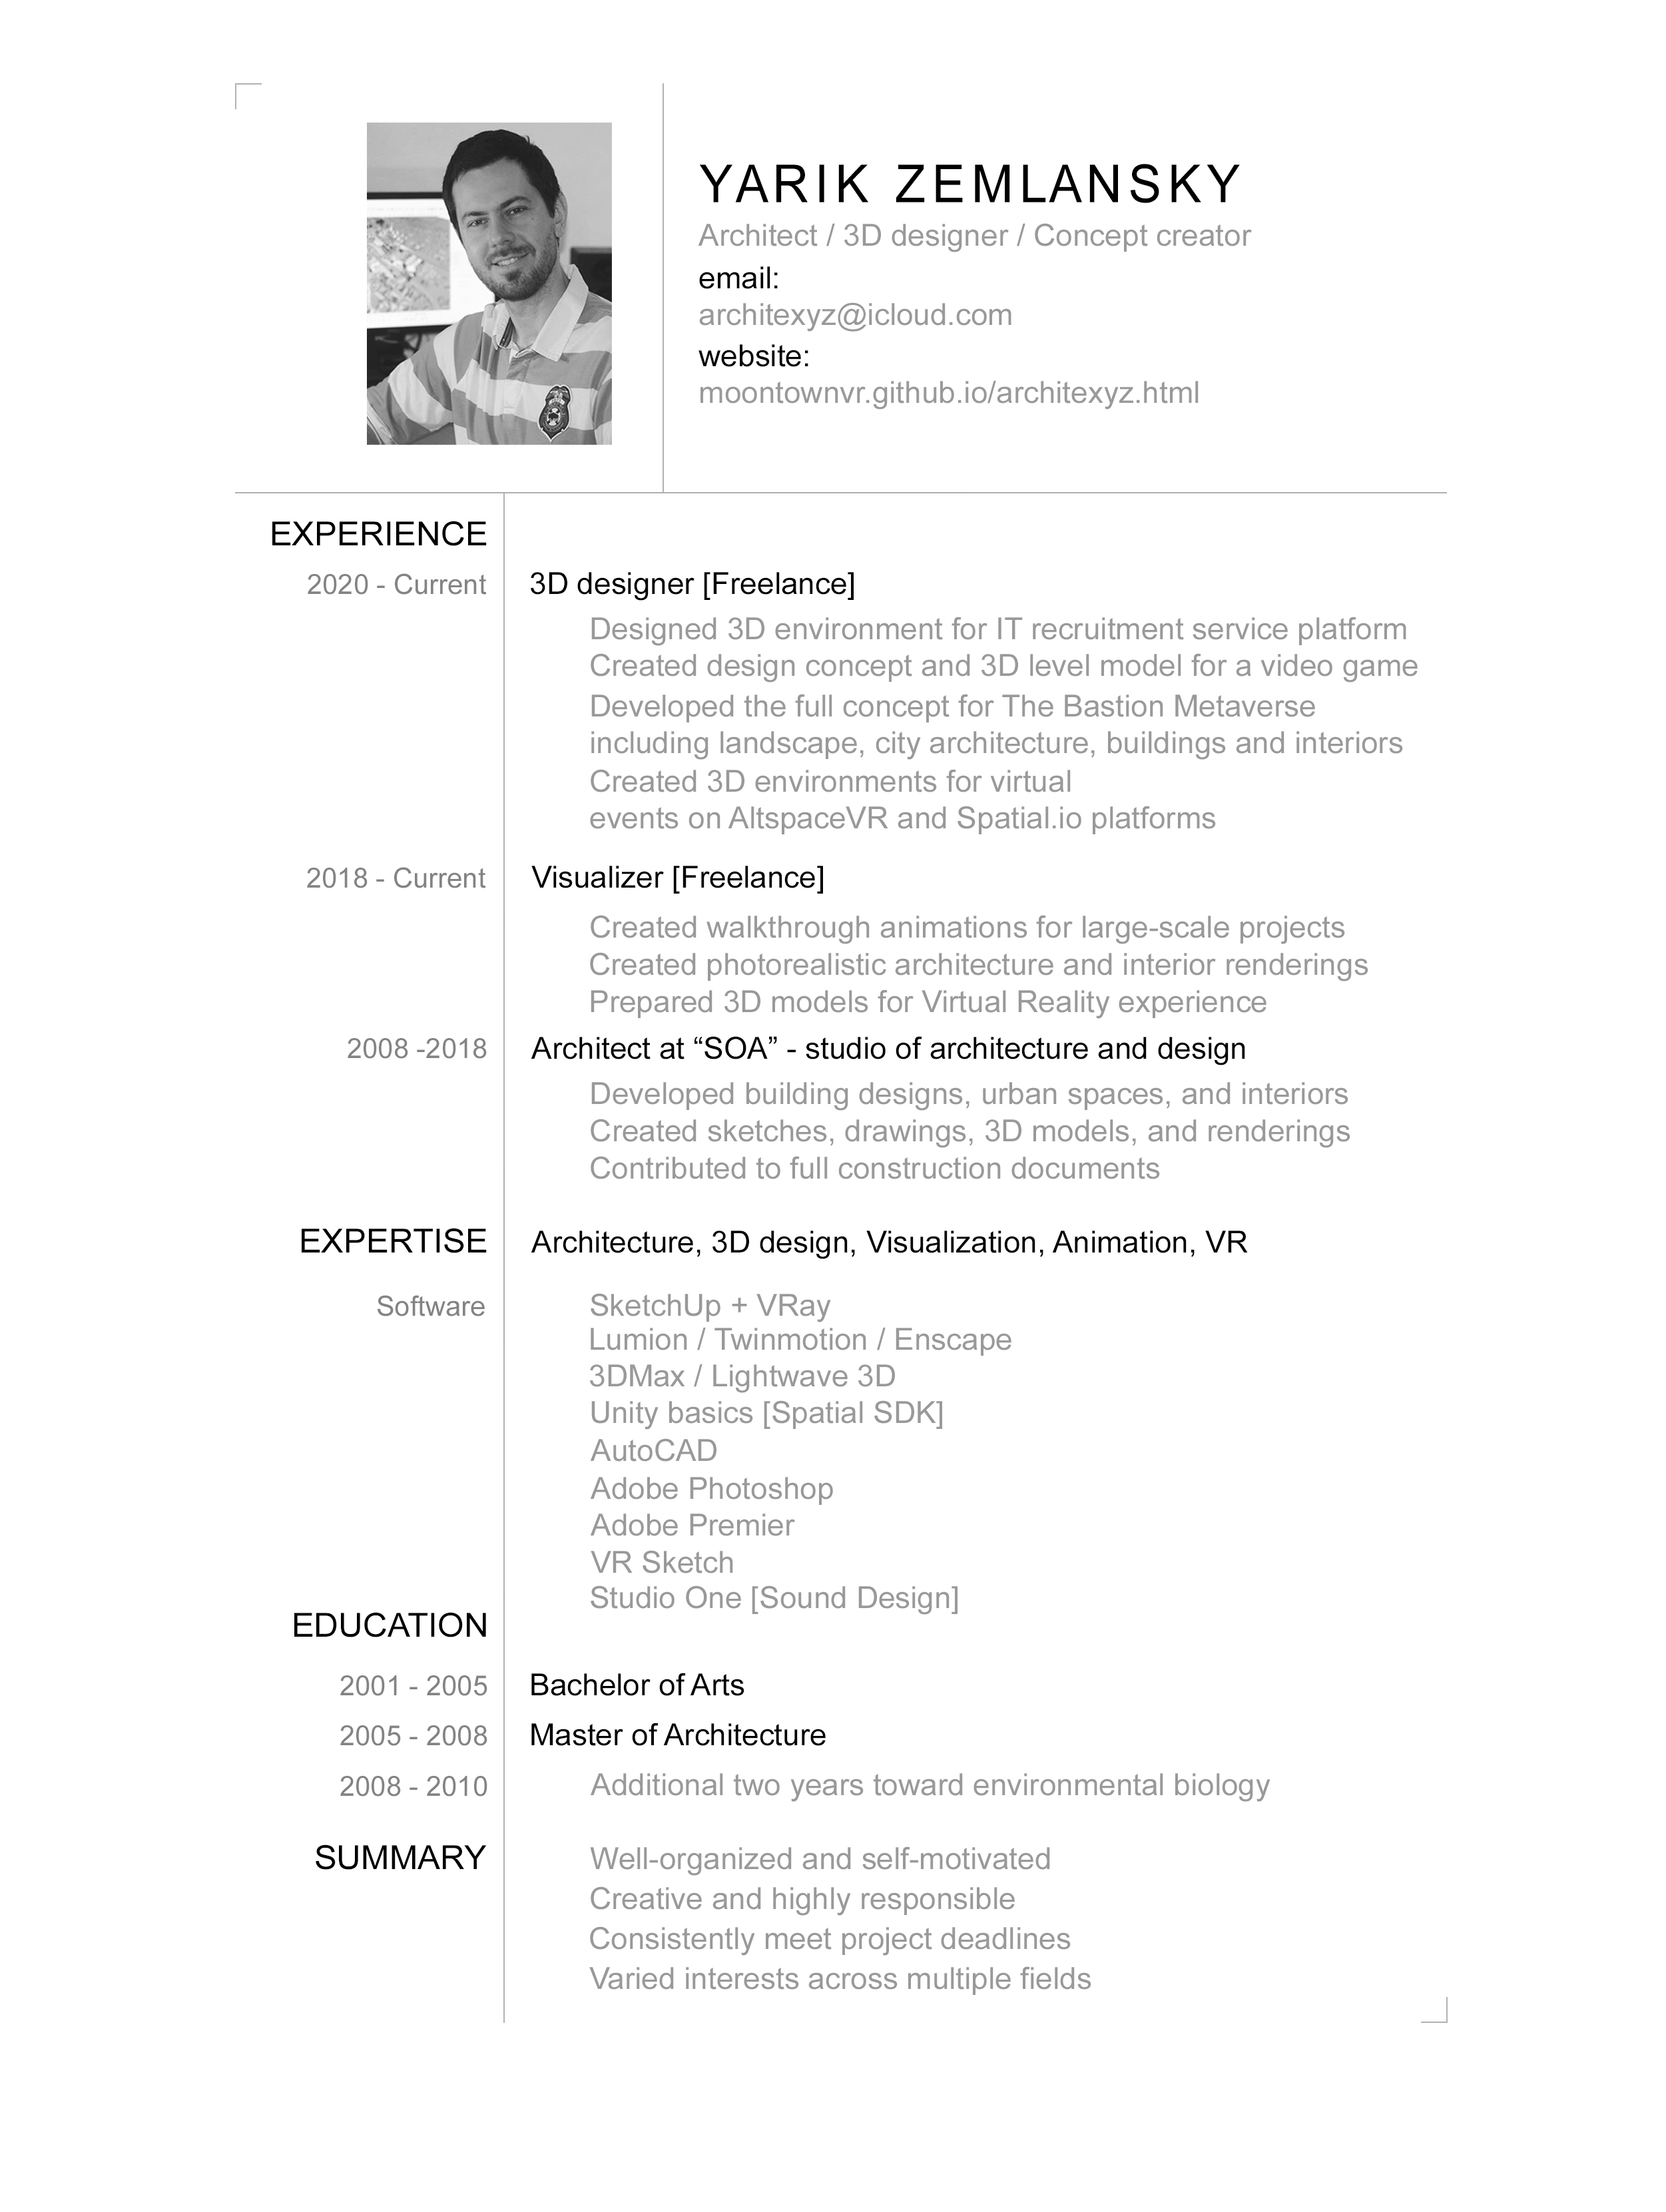 YARIK ZEMLANSKY
Architect / 3D designer / Concept creator
email:
architexyz@icloud.com
website:
moontownvr.github.io/architexyz.html
EXPERIENCE
2020 - Current
3D designer [Freelance]
Designed 3D environment for IT recruitment service platform
Created design concept and 3D level model for a video game
Developed the full concept for The Bastion Metaverse
including landscape, city architecture, buildings and interiors
Created 3D environments for virtual
events on AltspaceVR and Spatial.io platforms
2018 - Current
Visualizer [Freelance]
Created walkthrough animations for large-scale projects
Created photorealistic architecture and interior renderings
Prepared 3D models for Virtual Reality experience
2008 -2018
Architect at “SOA” - studio of architecture and design
Developed building designs, urban spaces, and interiors
Created sketches, drawings, 3D models, and renderings
Contributed to full construction documents
EXPERTISE
Architecture, 3D design, Visualization, Animation, VR
Software
SketchUp + VRay
Lumion / Twinmotion / Enscape
3DMax / Lightwave 3D
Unity basics [Spatial SDK]
AutoCAD
Adobe Photoshop
Adobe Premier
VR Sketch
Studio One [Sound Design]
EDUCATION
2001 - 2005
Bachelor of Arts
2005 - 2008
Master of Architecture
2008 - 2010
Additional two years toward environmental biology
SUMMARY
Well-organized and self-motivated
Creative and highly responsible
Consistently meet project deadlines
Varied interests across multiple fields